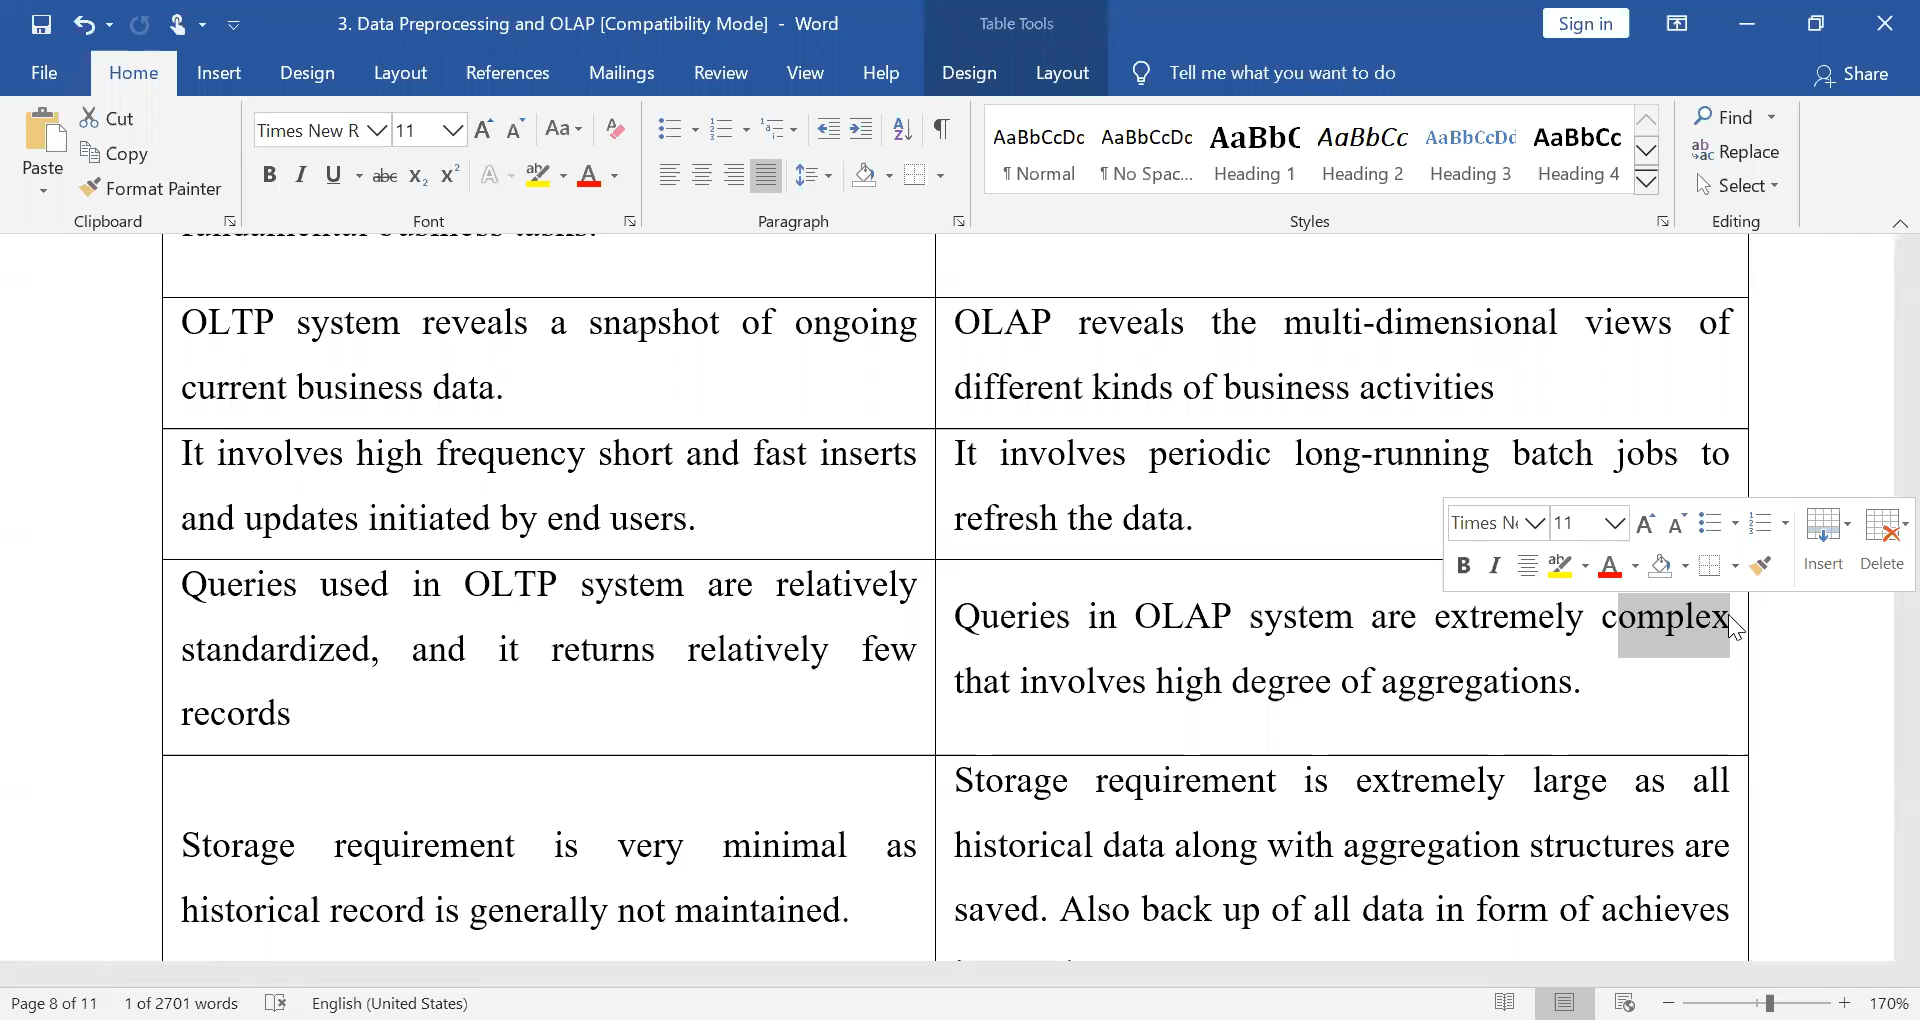 3. Data Preprocessing and OLAP [Compatibility Mode] - Word
Table Tools
Sign in
File Home Insert Design Layout References Mailings Review View Help Design Layout Tell me what you want to do Share
Paste
Cut
Copy
Format Painter
Clipboard
Times New R 11
Aa
B I U abc X₂ X² A ab A
Font
Paragraph
AaBbCcDc AaBbCcDc AaBbC AaBbCc AaBbCcDd AaBbCc
¶ Normal ¶ No Spac... Heading 1 Heading 2 Heading 3 Heading 4
Styles
Find
Replace
Select
Editing
OLTP system reveals a snapshot of ongoing
current business data.
OLAP reveals the multi-dimensional views of
different kinds of business activities
It involves high frequency short and fast inserts
and updates initiated by end users.
It involves periodic long-running batch jobs to
refresh the data.
Times Ne 11
B I
Insert Delete
Queries used in OLTP system are relatively
standardized, and it returns relatively few
records
Queries in OLAP system are extremely complex
that involves high degree of aggregations.
Storage requirement is very minimal as
historical record is generally not maintained.
Storage requirement is extremely large as all
historical data along with aggregation structures are
saved. Also back up of all data in form of achieves
Page 8 of 11 1 of 2701 words English (United States) 170%